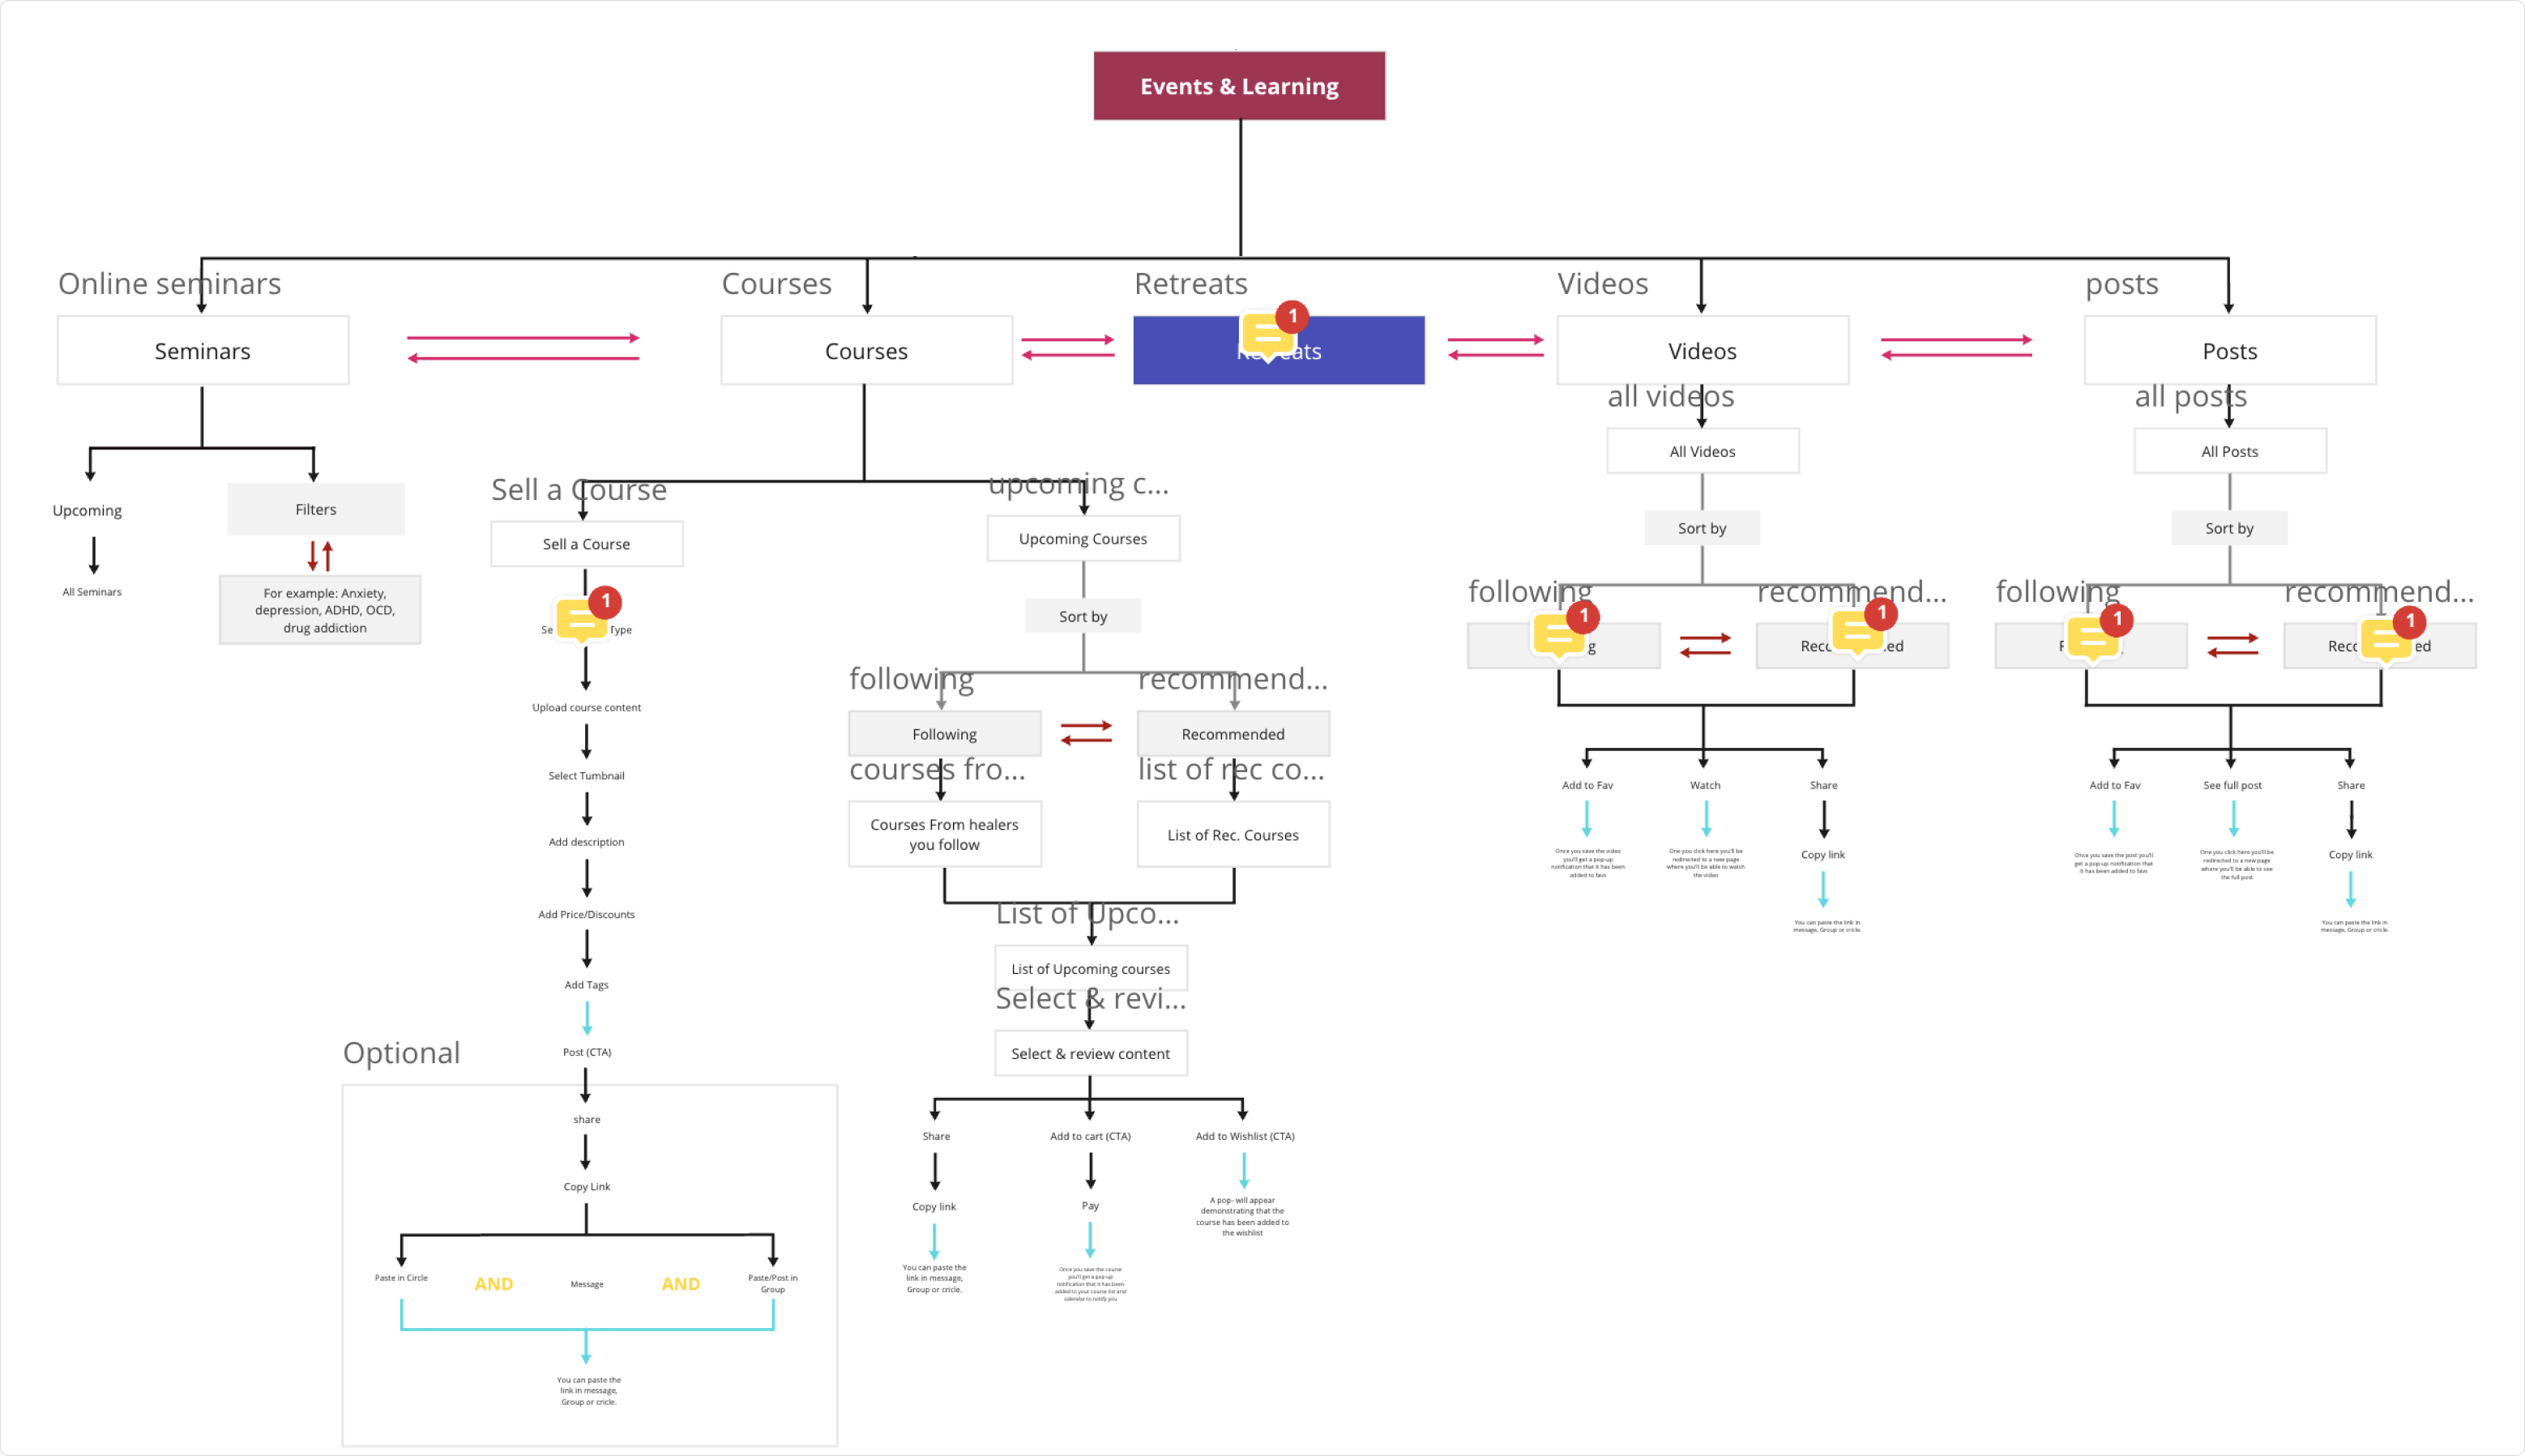 Events & Learning
Online seminars
Courses
Retreats
Videos
posts
1
Seminars
Courses
Videos
Posts
all videos
all posts
All Videos
All Posts
Sell a Course
upcoming c...
Upcoming
Filters
Sort by
Sort by
Sell a Course
Upcoming Courses
All Seminars
For example: Anxiety,
depression, ADHD, OCD,
drug addiction
1
Type
Sort by
following
recommend...
following
recommend...
1
1
1
1
following
recommend...
Upload course content
Following
Recommended
Select Tumbnail
courses fro...
list of rec co...
Add to Fav
Watch
Share
Add to Fav
See full post
Share
Add description
Courses From healers
you follow
List of Rec. Courses
Once you save the video
you'll get a pop-up
notification that it has been
added to favs
One you click here you'll be
redirected to a new page
where you'll be able to watch
the video
Copy link
Once you save the post you'll
get a pop-up notification that
it has been added to favs
One you click here you'll be
redirected to a new page
where you'll be able to see
the full post
Copy link
Add Price/Discounts
List of Upco...
You can paste the link in
message, Group or cricle.
You can paste the link in
message, Group or cricle.
List of Upcoming courses
Add Tags
Select & revi...
Optional
Post (CTA)
Select & review content
share
Share
Add to cart (CTA)
Add to Wishlist (CTA)
Copy Link
Copy link
Pay
A pop- will appear
demonstrating that the
course has been added to
the wishlist
Paste in Circle
AND
Message
AND
Paste/Post in
Group
You can paste the
link in message,
Group or cricle.
Once you save the course
you'll get a pop-up
notification that it has been
added to your course list and
calendar to notify you
You can paste the
link in message,
Group or cricle.